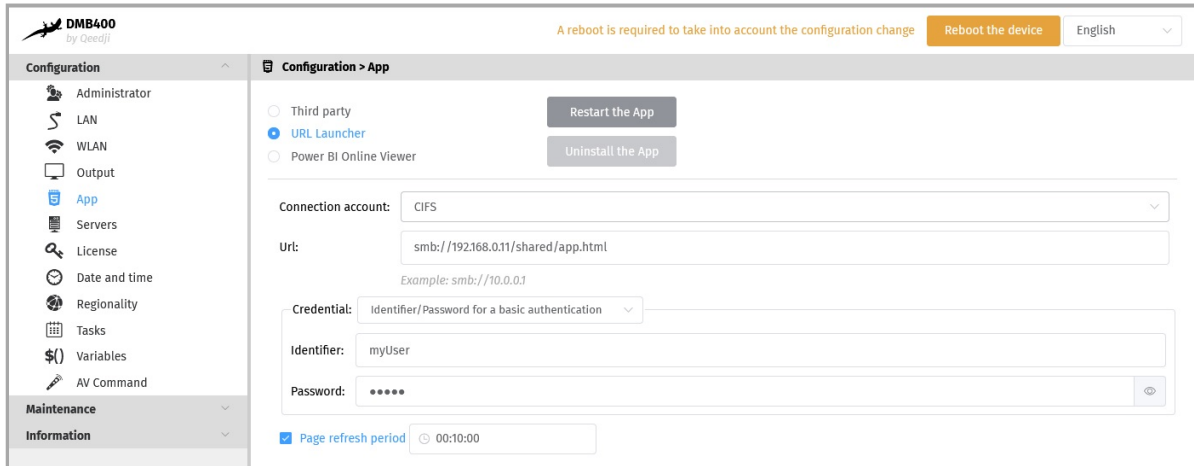 DMB400
by Qeedji
A reboot is required to take into account the configuration change
Reboot the device
English
Configuration
Configuration > App
Administrator
LAN
WLAN
Output
App
Servers
License
Date and time
Regionality
Tasks
$() Variables
AV Command
Maintenance
Information
Third party
URL Launcher
Power BI Online Viewer
Restart the App
Uninstall the App
Connection account: CIFS
Url: smb://192.168.0.11/shared/app.html
Example: smb://10.0.0.1
Credential: Identifier/Password for a basic authentication
Identifier: myUser
Password: •••••
Page refresh period 00:10:00